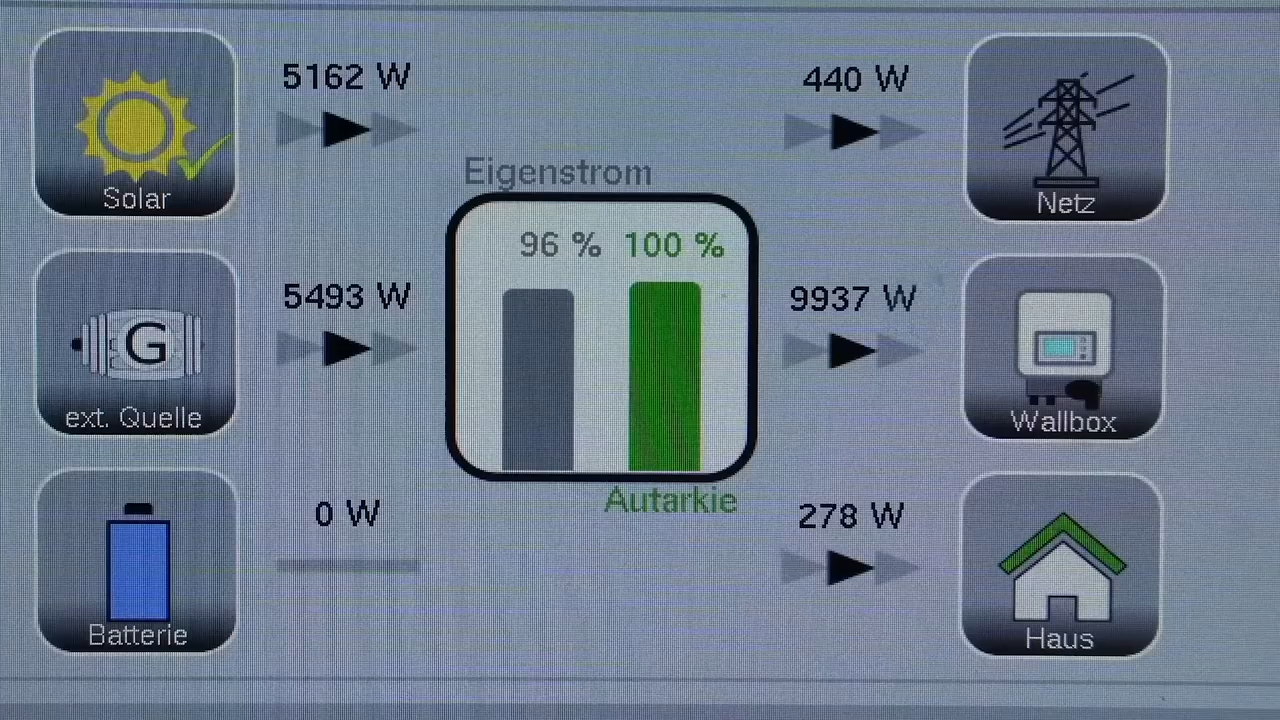 5162 W
440 W
Solar
Eigenstrom
Netz
96 % 100 %
5493 W
9937 W
G
ext. Quelle
Wallbox
Autarkie
0 W
278 W
Batterie
Haus